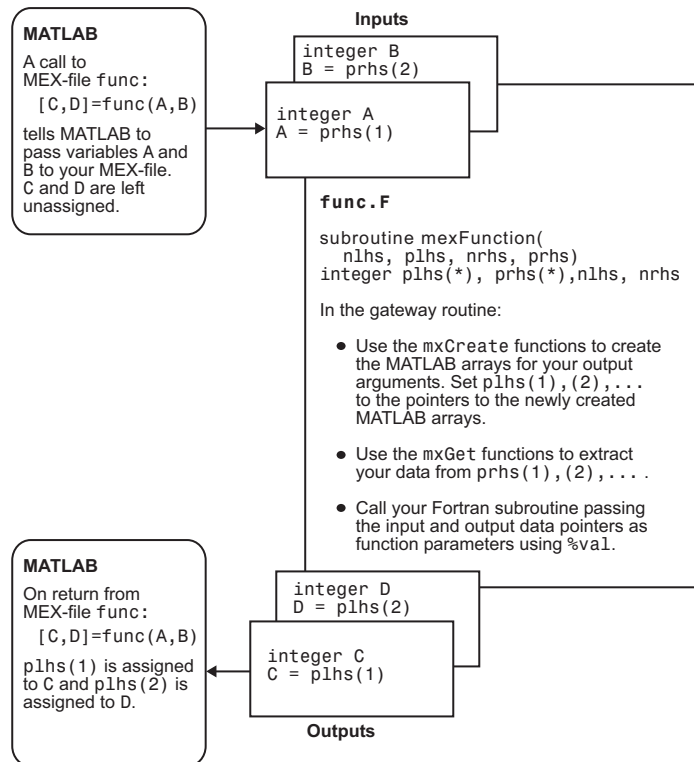 MATLAB
A call to
MEX-file func:
[C,D]=func(A,B)
tells MATLAB to
pass variables A and
B to your MEX-file.
C and D are left
unassigned.
Inputs
integer B
B = prhs(2)
integer A
A = prhs(1)
func.F
subroutine mexFunction(
nlhs, plhs, nrhs, prhs)
integer plhs(*), prhs(*),nlhs, nrhs
In the gateway routine:
● Use the mxCreate functions to create
the MATLAB arrays for your output
arguments. Set plhs(1),(2),...
to the pointers to the newly created
MATLAB arrays.
● Use the mxGet functions to extract
your data from prhs(1),(2),... .
● Call your Fortran subroutine passing
the input and output data pointers as
function parameters using %val.
MATLAB
On return from
MEX-file func:
[C,D]=func(A,B)
plhs(1) is assigned
to C and plhs(2) is
assigned to D.
integer D
D = plhs(2)
integer C
C = plhs(1)
Outputs